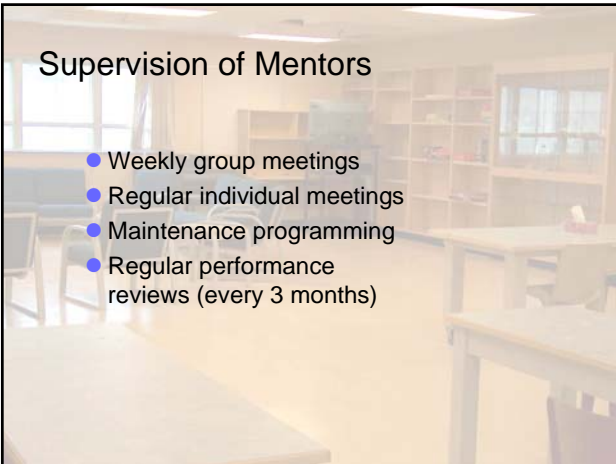 Supervision of Mentors
● Weekly group meetings
● Regular individual meetings
● Maintenance programming
● Regular performance
reviews (every 3 months)